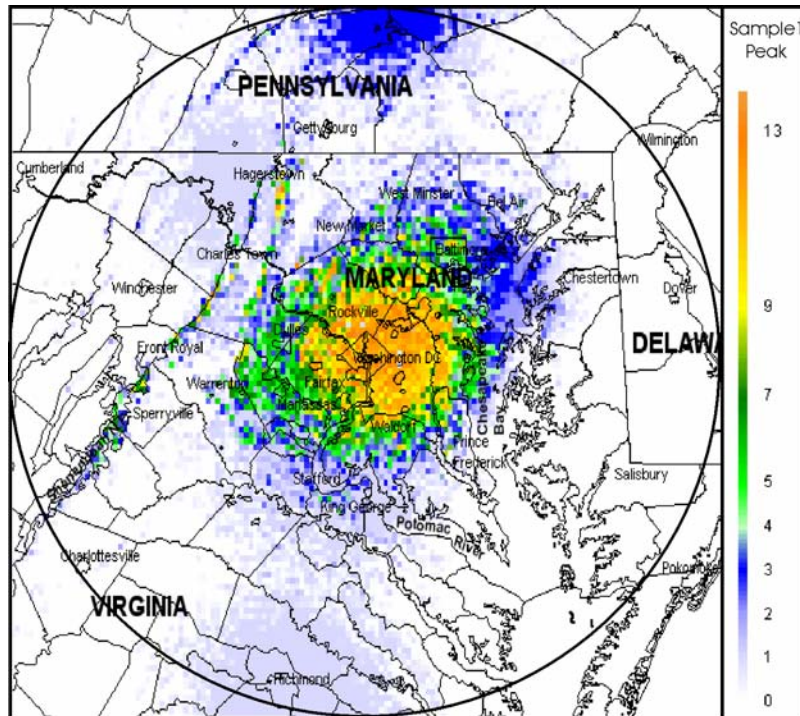 Sample1
Peak
PENNSYLVANIA
13
Gettysburg
Wilmington
Cumberland
Hagerstown
West Minster
Bel Air
New Market
Baltimore
Charles Town
MARYLAND
Chestertown
Winchester
Dover
9
Rockville
Dulles
DELAWA
Front Royal
Washington DC
Chesapeake
Bay
Warrenton
Fairfax
7
Manassas
Sperryville
Waldorf
Prince
Frederick
Salisbury
5
Stafford
King George
Potomac
River
4
Charlottesville
Pokomoke
3
VIRGINIA
2
1
Richmond
0